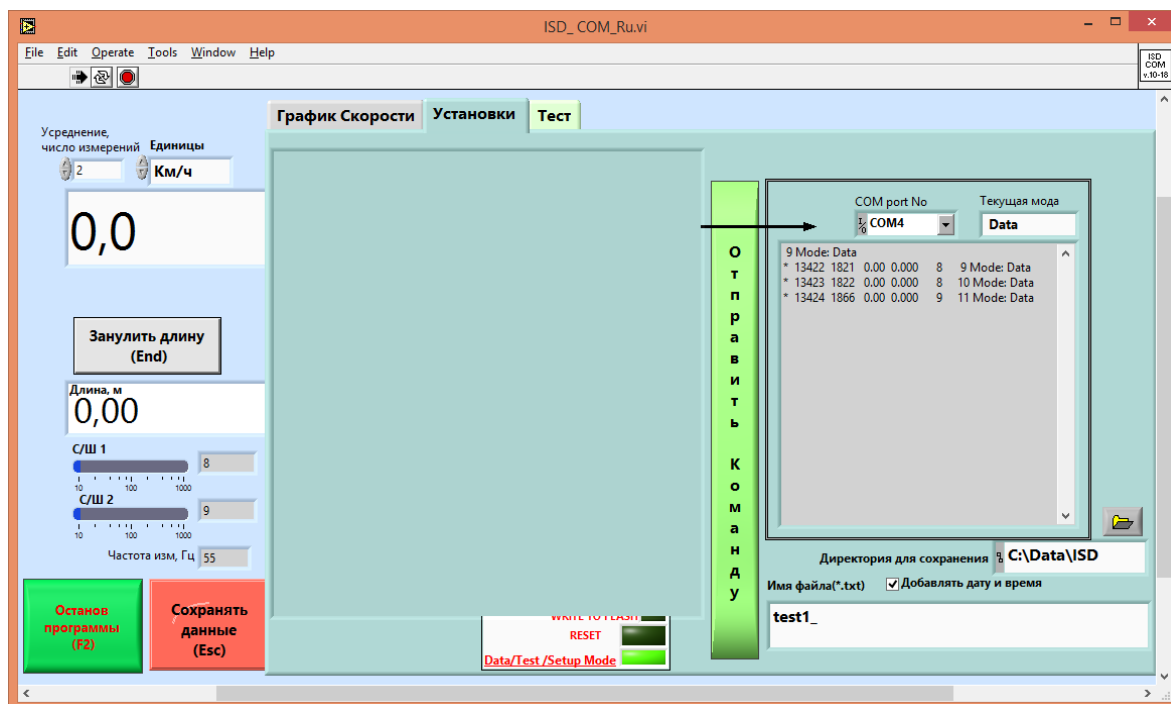 ISD_ COM_Ru.vi
File Edit Operate Tools Window Help
ISD
COM
v.10-18
График Скорости Установки Тест
Усреднение,
число измерений
Единицы
2
Км/ч
0,0
Занулить длину
(End)
Длина, м
0,00
С/Ш 1
8
10 100 1000
С/Ш 2
9
10 100 1000
Частота изм, Гц 55
Останов
программы
(F2)
Сохранять
данные
(Esc)
WRITE TO FLASH
RESET
Data/Test /Setup Mode
Отправить Команду
COM port No
COM4
Текущая мода
Data
9 Mode: Data
* 13422 1821 0.00 0.000 8 9 Mode: Data
* 13423 1822 0.00 0.000 8 10 Mode: Data
* 13424 1866 0.00 0.000 9 11 Mode: Data
Директория для сохранения C:\Data\ISD
Имя файла(*.txt) Добавлять дату и время
test1_